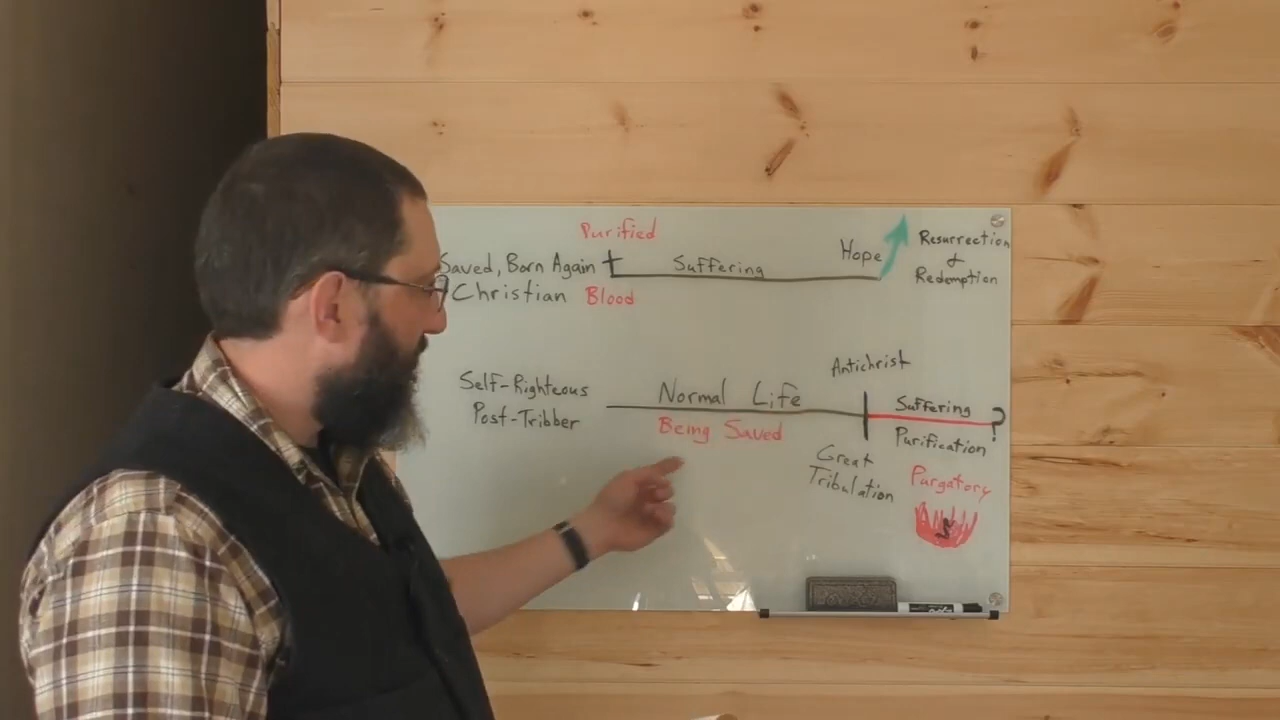 Purified
Saved, Born Again
Christian
Blood
Suffering
Hope
Resurrection
&
Redemption
Self-Righteous
Post-Tribber
Normal Life
Being Saved
Antichrist
Great
Tribulation
Suffering
?
Purification
Purgatory